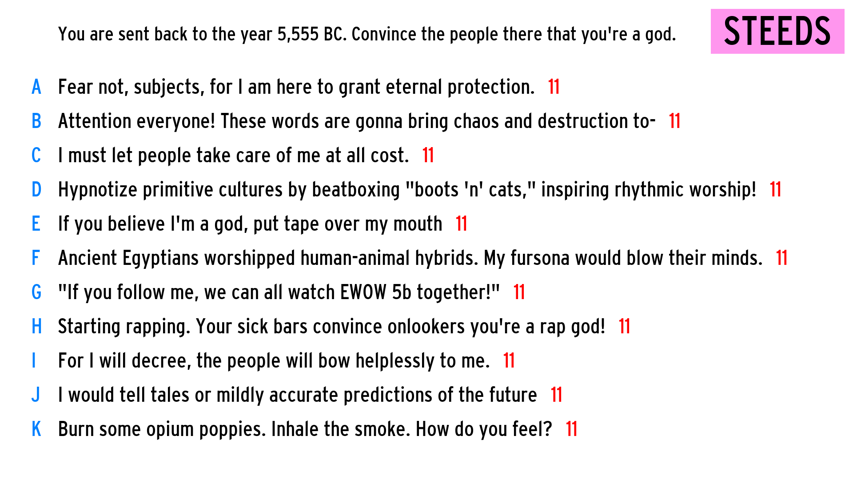 You are sent back to the year 5,555 BC. Convince the people there that you're a god.
STEEDS
A Fear not, subjects, for I am here to grant eternal protection. 11
B Attention everyone! These words are gonna bring chaos and destruction to- 11
C I must let people take care of me at all cost. 11
D Hypnotize primitive cultures by beatboxing "boots 'n' cats," inspiring rhythmic worship! 11
E If you believe I'm a god, put tape over my mouth 11
F Ancient Egyptians worshipped human-animal hybrids. My fursona would blow their minds. 11
G "If you follow me, we can all watch EWOW 5b together!" 11
H Starting rapping. Your sick bars convince onlookers you're a rap god! 11
I For I will decree, the people will bow helplessly to me. 11
J I would tell tales or mildly accurate predictions of the future 11
K Burn some opium poppies. Inhale the smoke. How do you feel? 11